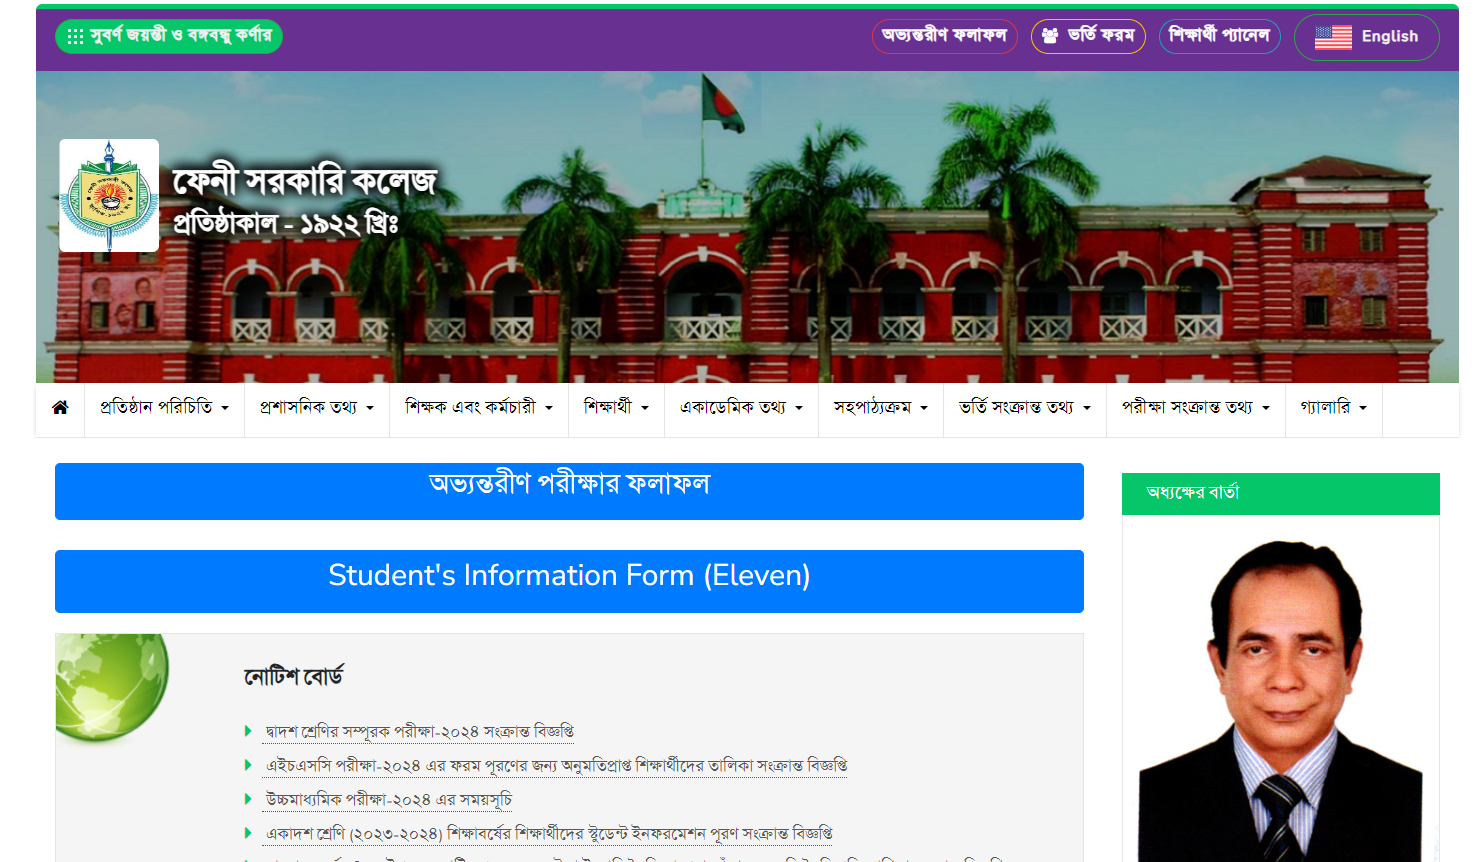 সুবর্ণ জয়ন্তী ও বঙ্গবন্ধু কর্ণার
অভ্যন্তরীণ ফলাফল
ভর্তি ফরম
শিক্ষার্থী প্যানেল
English
ফেনী সরকারি কলেজ
প্রতিষ্ঠাকাল - ১৯২২ খ্রিঃ
প্রতিষ্ঠান পরিচিতি
প্রশাসনিক তথ্য
শিক্ষক এবং কর্মচারী
শিক্ষার্থী
একাডেমিক তথ্য
সহপাঠ্যক্রম
ভর্তি সংক্রান্ত তথ্য
পরীক্ষা সংক্রান্ত তথ্য
গ্যালারি
অভ্যন্তরীণ পরীক্ষার ফলাফল
Student's Information Form (Eleven)
নোটিশ বোর্ড
দ্বাদশ শ্রেণির সম্পূরক পরীক্ষা-২০২৪ সংক্রান্ত বিজ্ঞপ্তি
এইচএসসি পরীক্ষা-২০২৪ এর ফরম পূরণের জন্য অনুমতিপ্রাপ্ত শিক্ষার্থীদের তালিকা সংক্রান্ত বিজ্ঞপ্তি
উচ্চমাধ্যমিক পরীক্ষা-২০২৪ এর সময়সূচি
একাদশ শ্রেণি (২০২৩-২০২৪) শিক্ষাবর্ষের শিক্ষার্থীদের স্টুডেন্ট ইনফরমেশন পূরণ সংক্রান্ত বিজ্ঞপ্তি
অধ্যক্ষের বার্তা